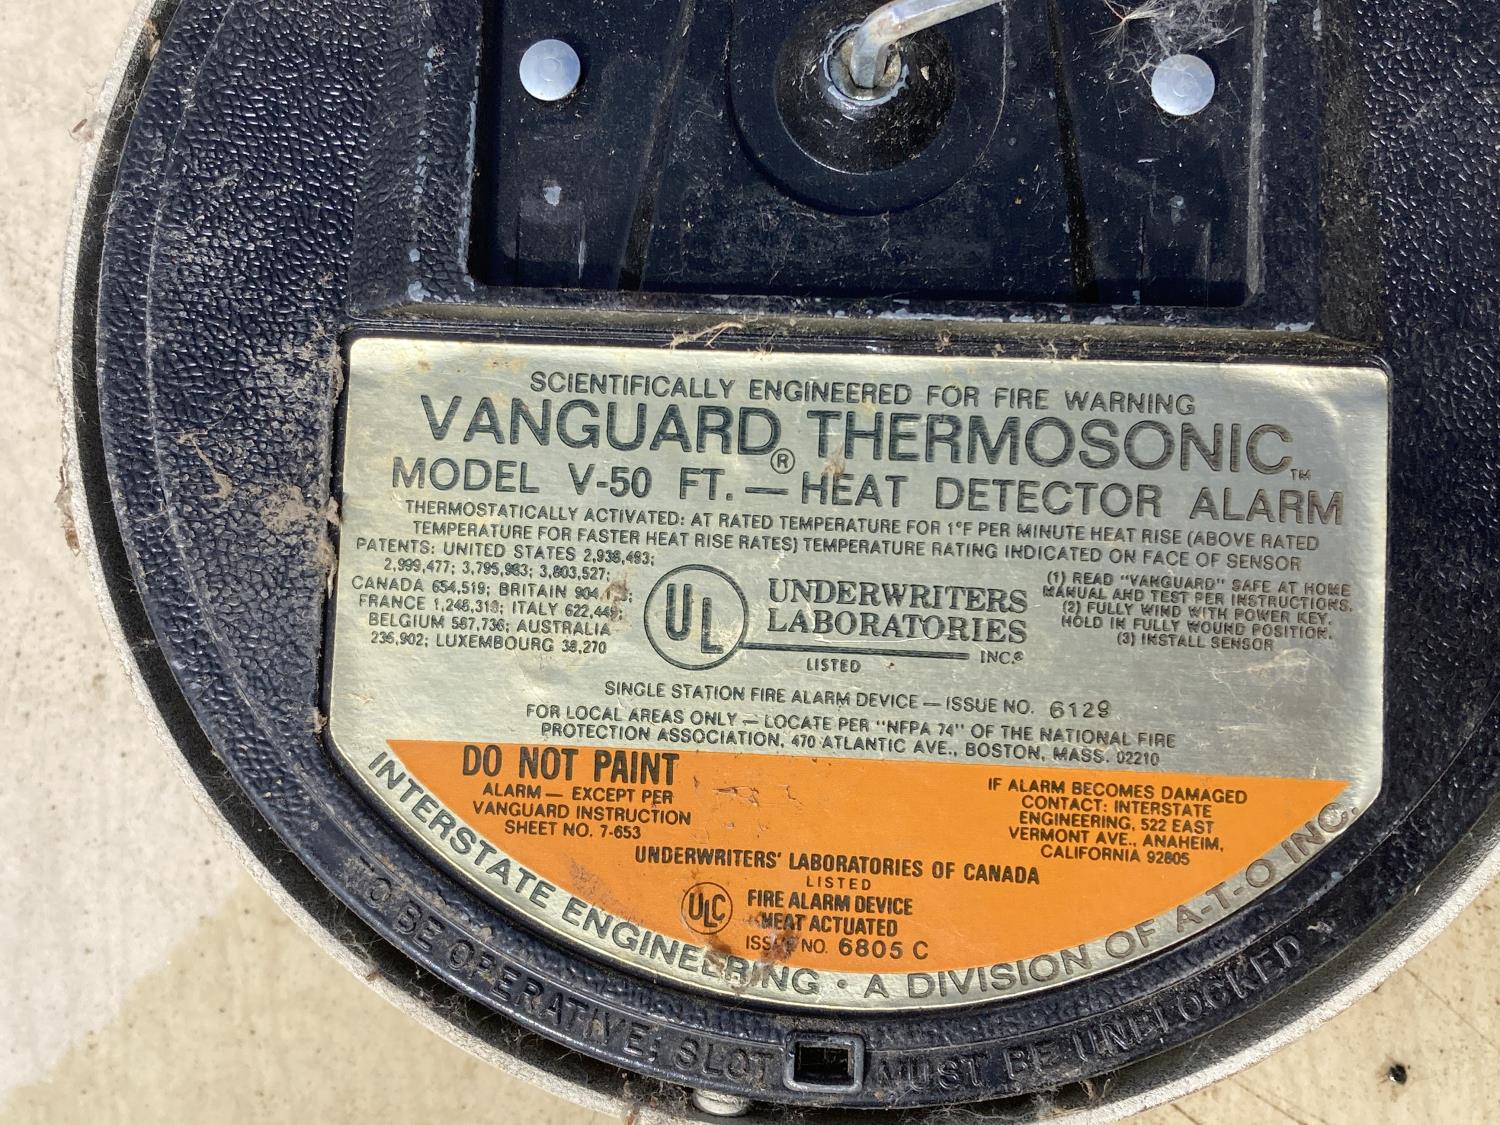 SCIENTIFICALLY ENGINEERED FOR FIRE WARNING
VANGUARD® THERMOSONIC™
MODEL V-50 FT. — HEAT DETECTOR ALARM
THERMOSTATICALLY ACTIVATED: AT RATED TEMPERATURE FOR 1°F PER MINUTE HEAT RISE (ABOVE RATED
TEMPERATURE FOR FASTER HEAT RISE RATES) TEMPERATURE RATING INDICATED ON FACE OF SENSOR
PATENTS: UNITED STATES 2,938,493;
2,999,477; 3,795,983; 3,803,527;
CANADA 654,519; BRITAIN 904,
FRANCE 1,246,318; ITALY 622,449;
BELGIUM 587,736; AUSTRALIA
236,902; LUXEMBOURG 38,270
UL
UNDERWRITERS
LABORATORIES
INC.®
LISTED
(1) READ "VANGUARD" SAFE AT HOME
MANUAL AND TEST PER INSTRUCTIONS.
(2) FULLY WIND WITH POWER KEY.
HOLD IN FULLY WOUND POSITION.
(3) INSTALL SENSOR
SINGLE STATION FIRE ALARM DEVICE — ISSUE NO. 6129
FOR LOCAL AREAS ONLY — LOCATE PER "NFPA 74" OF THE NATIONAL FIRE
PROTECTION ASSOCIATION, 470 ATLANTIC AVE., BOSTON, MASS. 02210
DO NOT PAINT
ALARM — EXCEPT PER
VANGUARD INSTRUCTION
SHEET NO. 7-653
IF ALARM BECOMES DAMAGED
CONTACT: INTERSTATE
ENGINEERING, 522 EAST
VERMONT AVE., ANAHEIM,
CALIFORNIA 92805
UNDERWRITERS' LABORATORIES OF CANADA
LISTED
ULC
FIRE ALARM DEVICE
HEAT ACTUATED
ISSUE NO. 6805 C
INTERSTATE ENGINEERING · A DIVISION OF A-T-O INC.
TO BE OPERATIVE: SLOT MUST BE UNBLOCKED